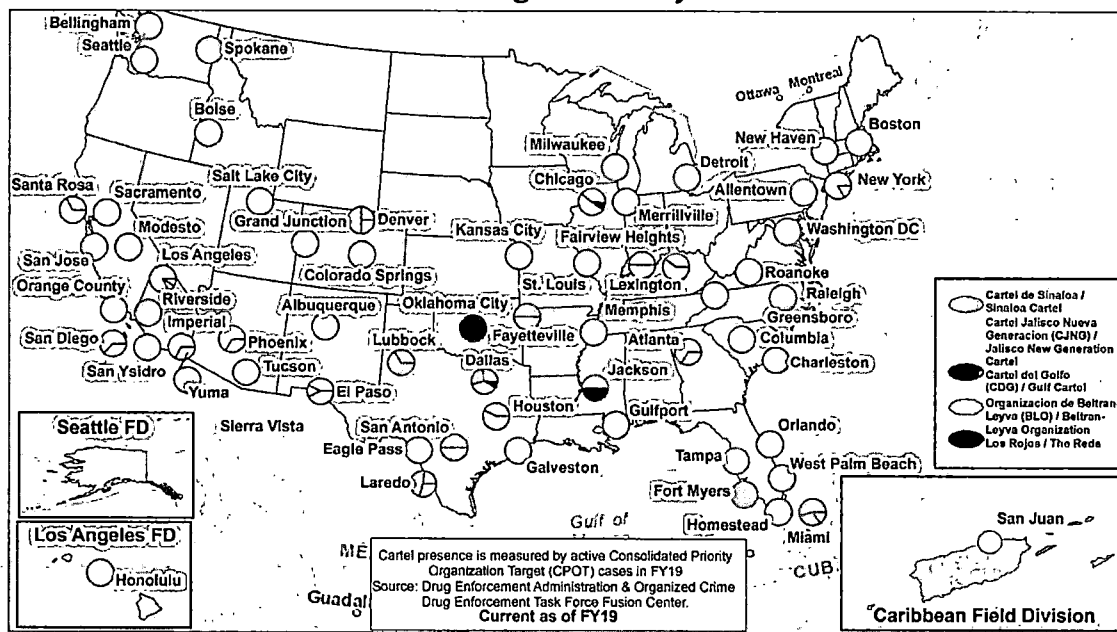 Bellingham
Seattle
Spokane
Boise
Ottawa
Montreal
Boston
New Haven
Milwaukee
Detroit
Chicago
Allentown
New York
Santa Rosa
Sacramento
Salt Lake City
Merrillville
Modesto
Grand Junction
Denver
Kansas City
Fairview Heights
Washington DC
San Jose
Los Angeles
Colorado Springs
St. Louis
Lexington
Roanoke
Orange County
Riverside
Albuquerque
Oklahoma City
Memphis
Raleigh
Imperial
Greensboro
San Diego
Phoenix
Lubbock
Fayetteville
Atlanta
Columbia
Dallas
San Ysidro
Tucson
Jackson
Charleston
Yuma
El Paso
Houston
Gulfport
Sierra Vista
San Antonio
Orlando
Eagle Pass
Galveston
Tampa
West Palm Beach
Laredo
Fort Myers
Gulf of
Homestead
Miami
CUB
Guadal
Seattle FD
Los Angeles FD
Honolulu
Cartel de Sinaloa /
Sinaloa Cartel
Cartel Jalisco Nueva
Generacion (CJNG) /
Jalisco New Generation
Cartel
Cartel del Golfo
(CDG) / Gulf Cartel
Organizacion de Beltran-
Leyva (BLO) / Beltran-
Leyva Organization
Los Rojos / The Reds
San Juan
Caribbean Field Division
Cartel presence is measured by active Consolidated Priority
Organization Target (CPOT) cases in FY19
Source: Drug Enforcement Administration & Organized Crime
Drug Enforcement Task Force Fusion Center.
Current as of FY19